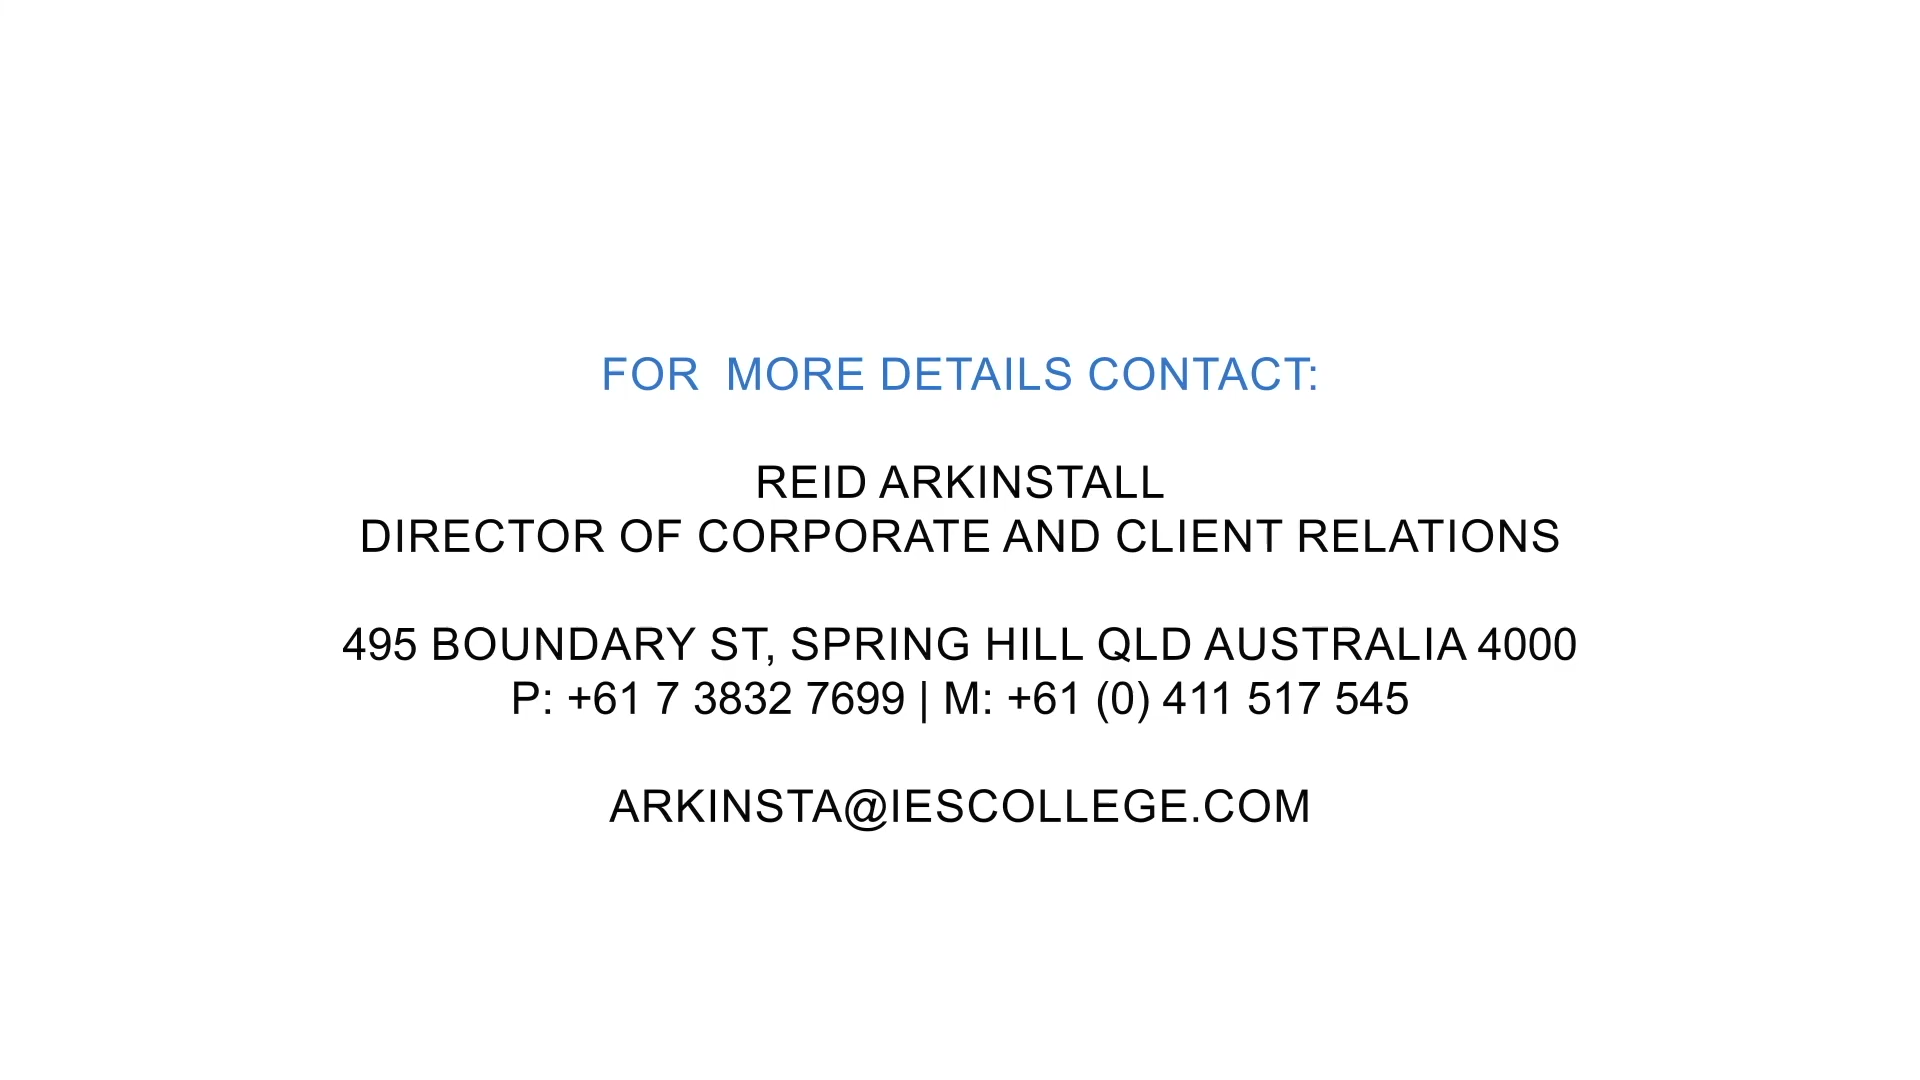 FOR  MORE DETAILS CONTACT:
REID ARKINSTALL
DIRECTOR OF CORPORATE AND CLIENT RELATIONS
495 BOUNDARY ST, SPRING HILL QLD AUSTRALIA 4000
P: +61 7 3832 7699 | M: +61 (0) 411 517 545
ARKINSTA@IESCOLLEGE.COM